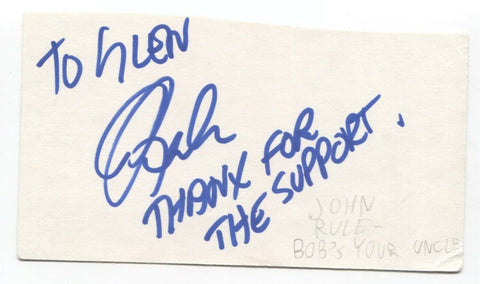 TO GLEN
THANX FOR
THE SUPPORT.
JOHN
RULE-
BOB'S YOUR UNCLE